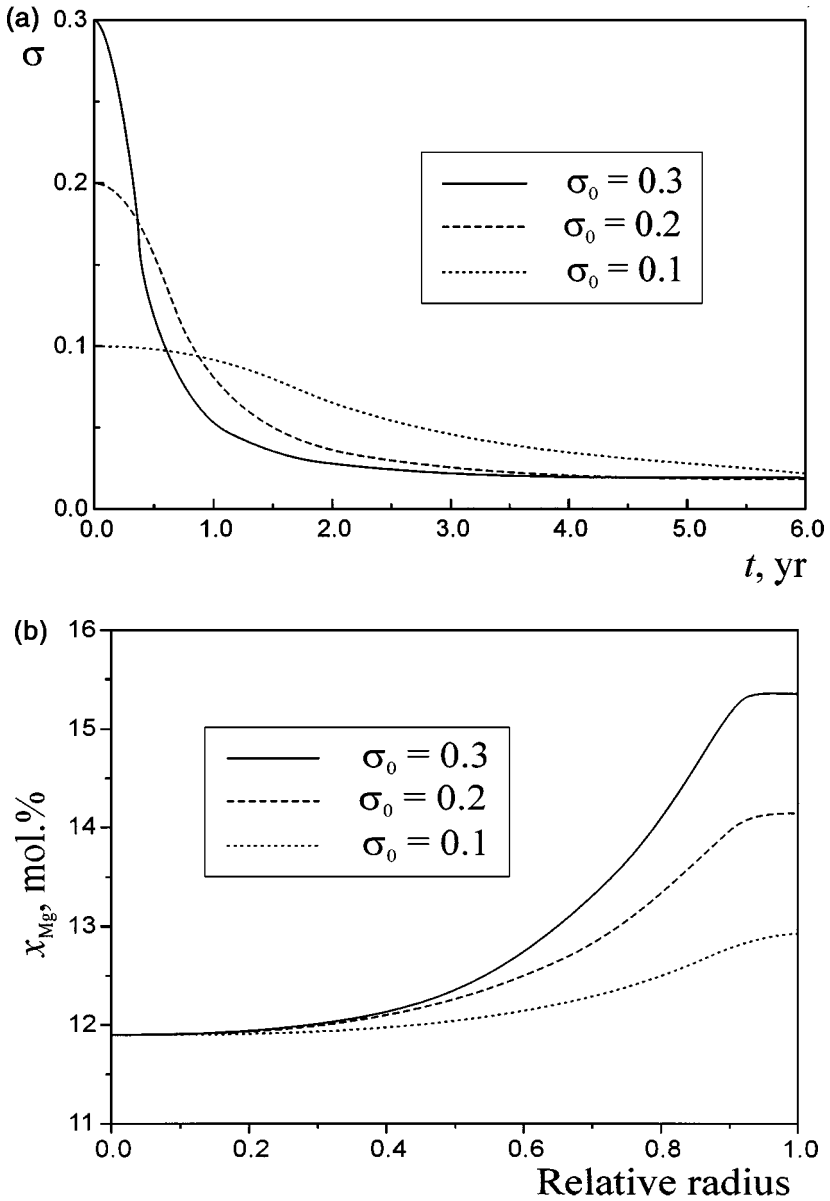 (a)
0.3
σ
0.2
0.1
0.0
σ₀ = 0.3
σ₀ = 0.2
σ₀ = 0.1
0.0 1.0 2.0 3.0 4.0 5.0 6.0
t, yr
(b)
16
15
14
13
12
11
x_Mg, mol.%
σ₀ = 0.3
σ₀ = 0.2
σ₀ = 0.1
0.0 0.2 0.4 0.6 0.8 1.0
Relative radius